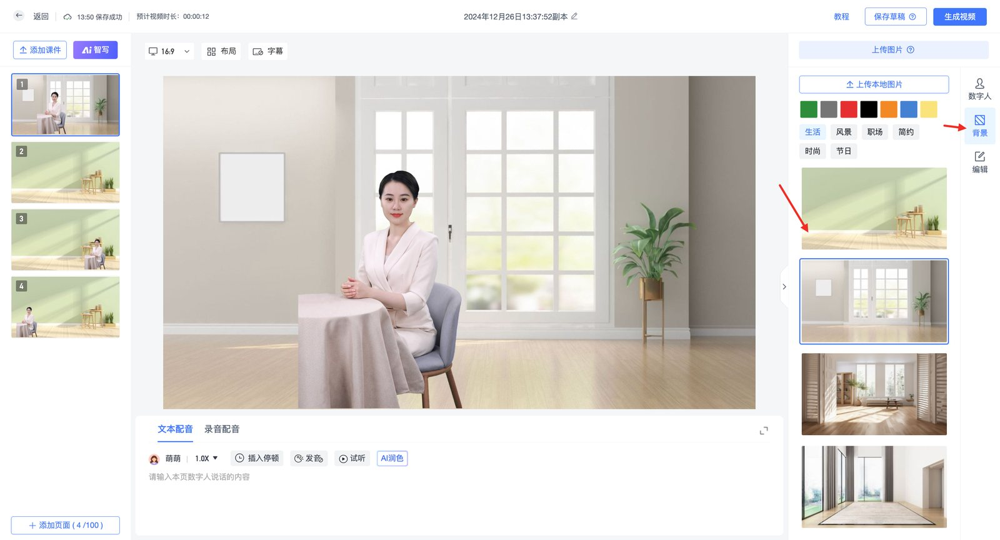 返回
13:50 保存成功
预计视频时长：00:00:12
2024年12月26日13:37:52副本
教程
保存草稿
生成视频
添加课件
Ai 智写
16:9
布局
字幕
上传图片
1
2
3
4
上传本地图片
生活
风景
职场
简约
时尚
节日
数字人
背景
编辑
文本配音
录音配音
萌萌
1.0X
插入停顿
发音
试听
AI润色
请输入本页数字人说话的内容
添加页面 ( 4 /100 )